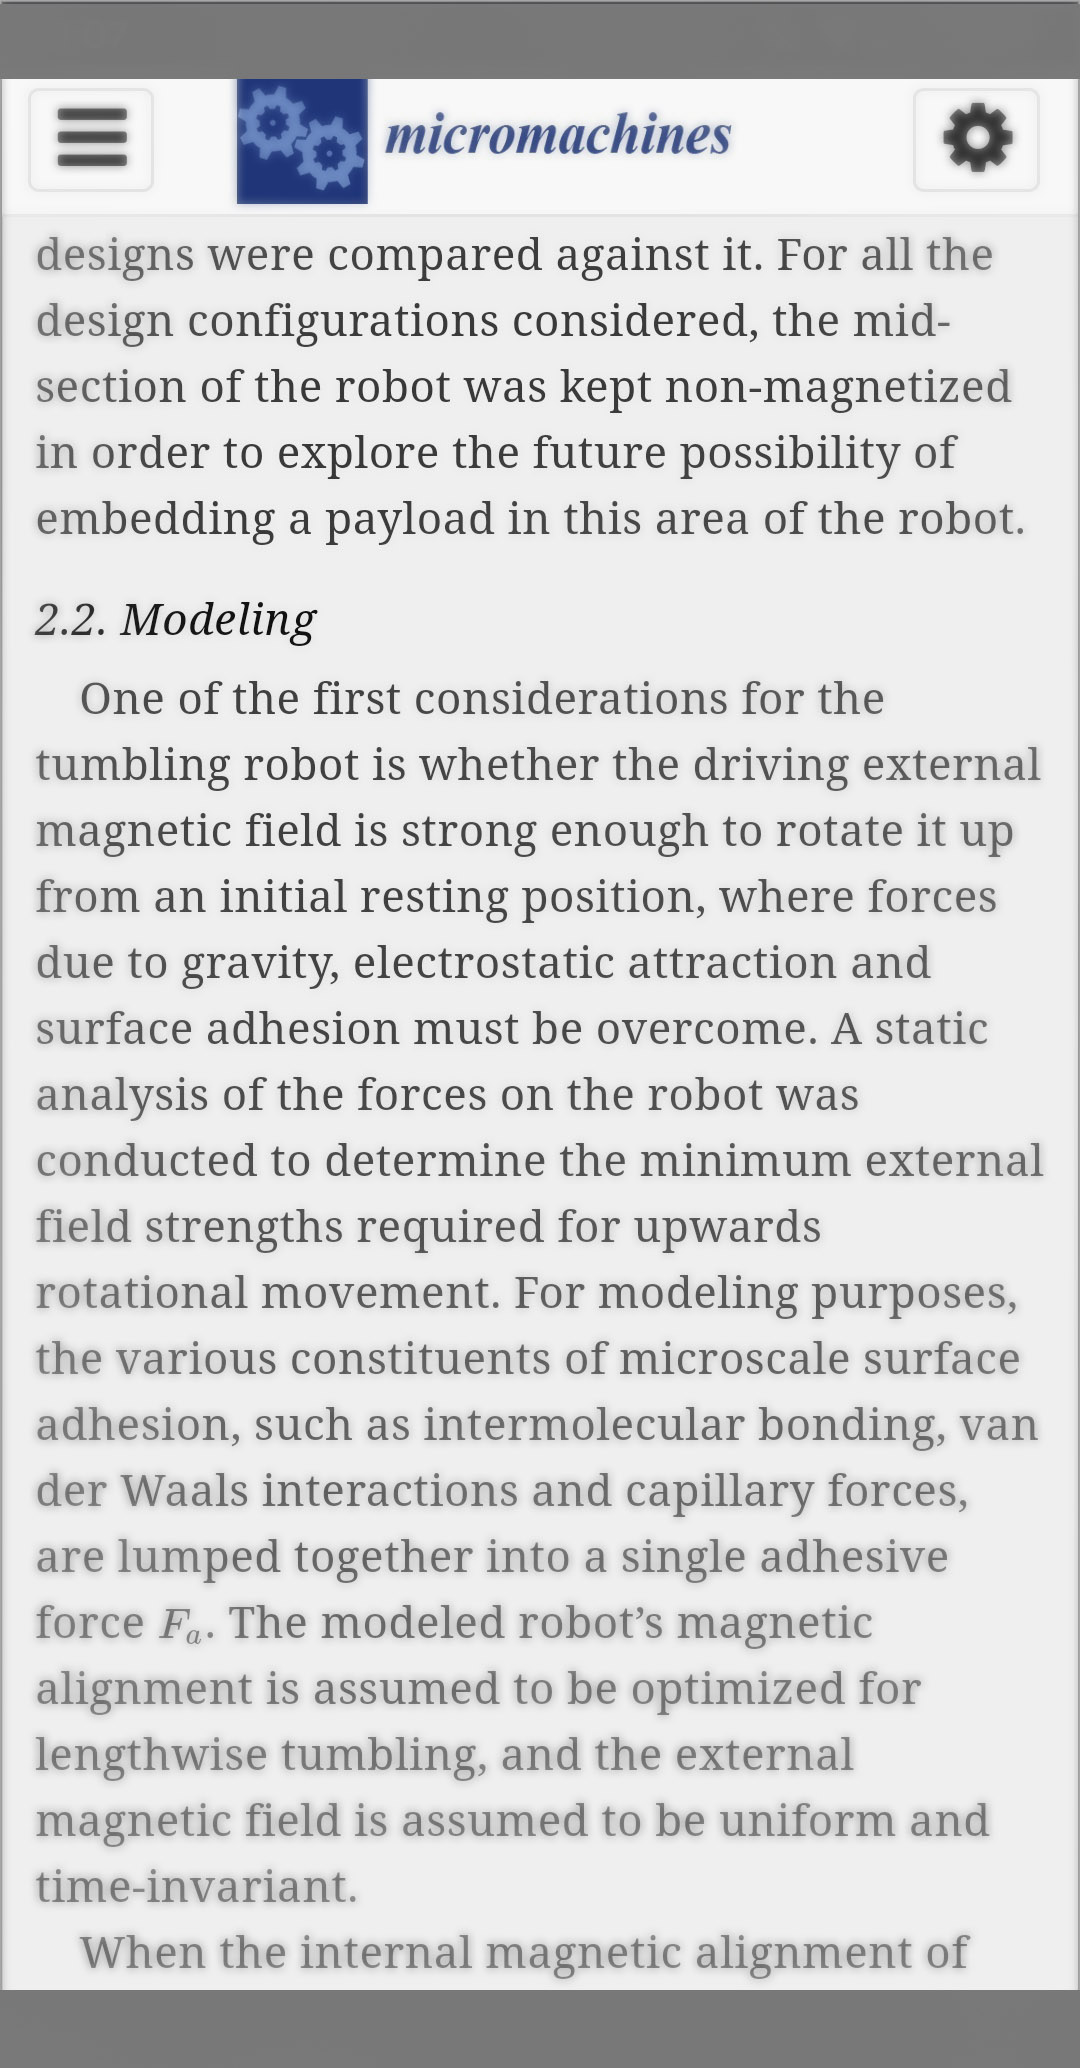 micromachines
designs were compared against it. For all the
design configurations considered, the mid-
section of the robot was kept non-magnetized
in order to explore the future possibility of
embedding a payload in this area of the robot.
2.2. Modeling
One of the first considerations for the
tumbling robot is whether the driving external
magnetic field is strong enough to rotate it up
from an initial resting position, where forces
due to gravity, electrostatic attraction and
surface adhesion must be overcome. A static
analysis of the forces on the robot was
conducted to determine the minimum external
field strengths required for upwards
rotational movement. For modeling purposes,
the various constituents of microscale surface
adhesion, such as intermolecular bonding, van
der Waals interactions and capillary forces,
are lumped together into a single adhesive
force Fₐ. The modeled robot’s magnetic
alignment is assumed to be optimized for
lengthwise tumbling, and the external
magnetic field is assumed to be uniform and
time-invariant.
When the internal magnetic alignment of